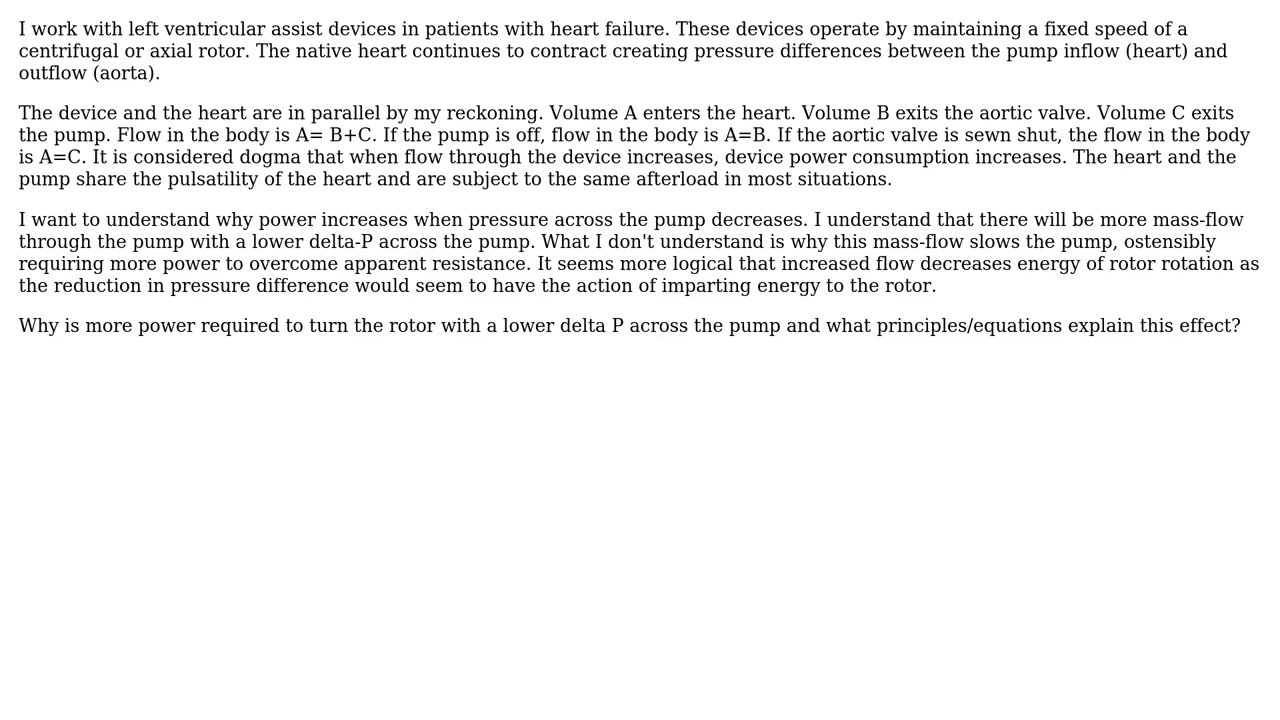 I work with left ventricular assist devices in patients with heart failure. These devices operate by maintaining a fixed speed of a
centrifugal or axial rotor. The native heart continues to contract creating pressure differences between the pump inflow (heart) and
outflow (aorta).
The device and the heart are in parallel by my reckoning. Volume A enters the heart. Volume B exits the aortic valve. Volume C exits
the pump. Flow in the body is A= B+C. If the pump is off, flow in the body is A=B. If the aortic valve is sewn shut, the flow in the body
is A=C. It is considered dogma that when flow through the device increases, device power consumption increases. The heart and the
pump share the pulsatility of the heart and are subject to the same afterload in most situations.
I want to understand why power increases when pressure across the pump decreases. I understand that there will be more mass-flow
through the pump with a lower delta-P across the pump. What I don't understand is why this mass-flow slows the pump, ostensibly
requiring more power to overcome apparent resistance. It seems more logical that increased flow decreases energy of rotor rotation as
the reduction in pressure difference would seem to have the action of imparting energy to the rotor.
Why is more power required to turn the rotor with a lower delta P across the pump and what principles/equations explain this effect?